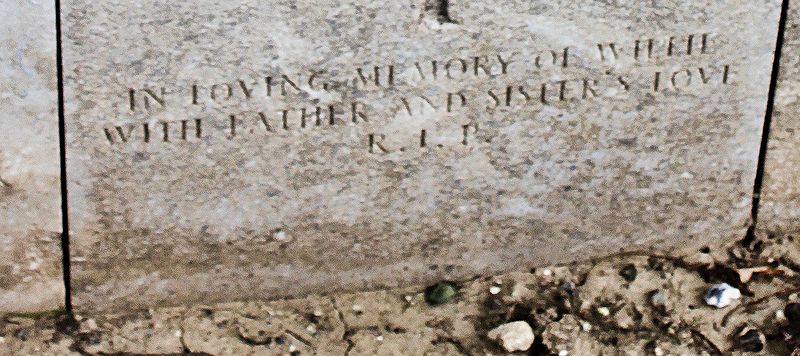 IN LOVING MEMORY OF WILLIE
WITH FATHER AND SISTER'S LOVE
R.I.P.